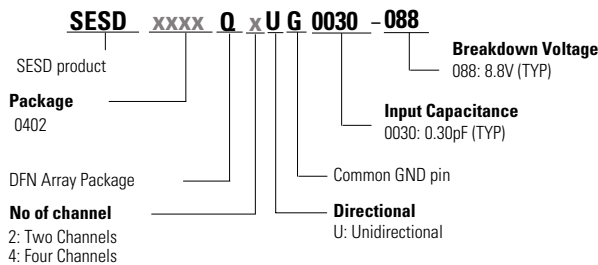 SESD xxxx Q x U G 0030 - 088
SESD product
Package
0402
DFN Array Package
No of channel
2: Two Channels
4: Four Channels
Breakdown Voltage
088: 8.8V (TYP)
Input Capacitance
0030: 0.30pF (TYP)
Common GND pin
Directional
U: Unidirectional